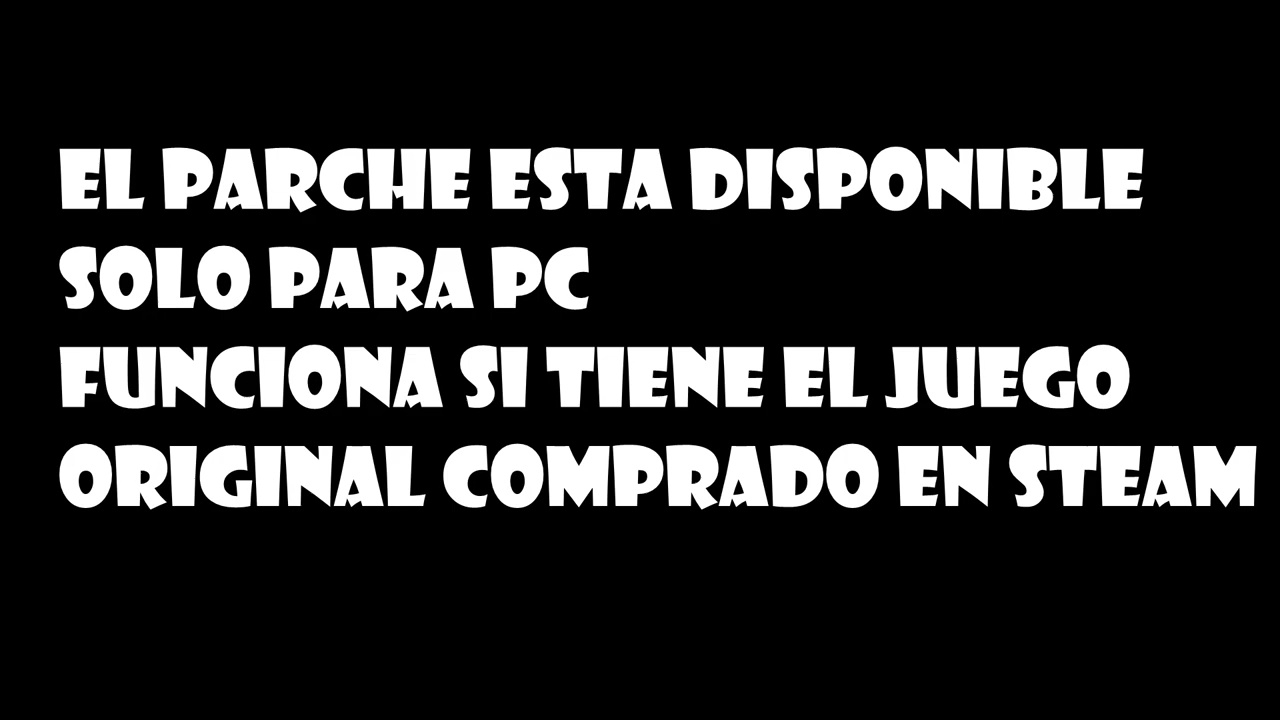 EL PARCHE ESTA DISPONIBLE
SOLO PARA PC
FUNCIONA SI TIENE EL JUEGO
ORIGINAL COMPRADO EN STEAM